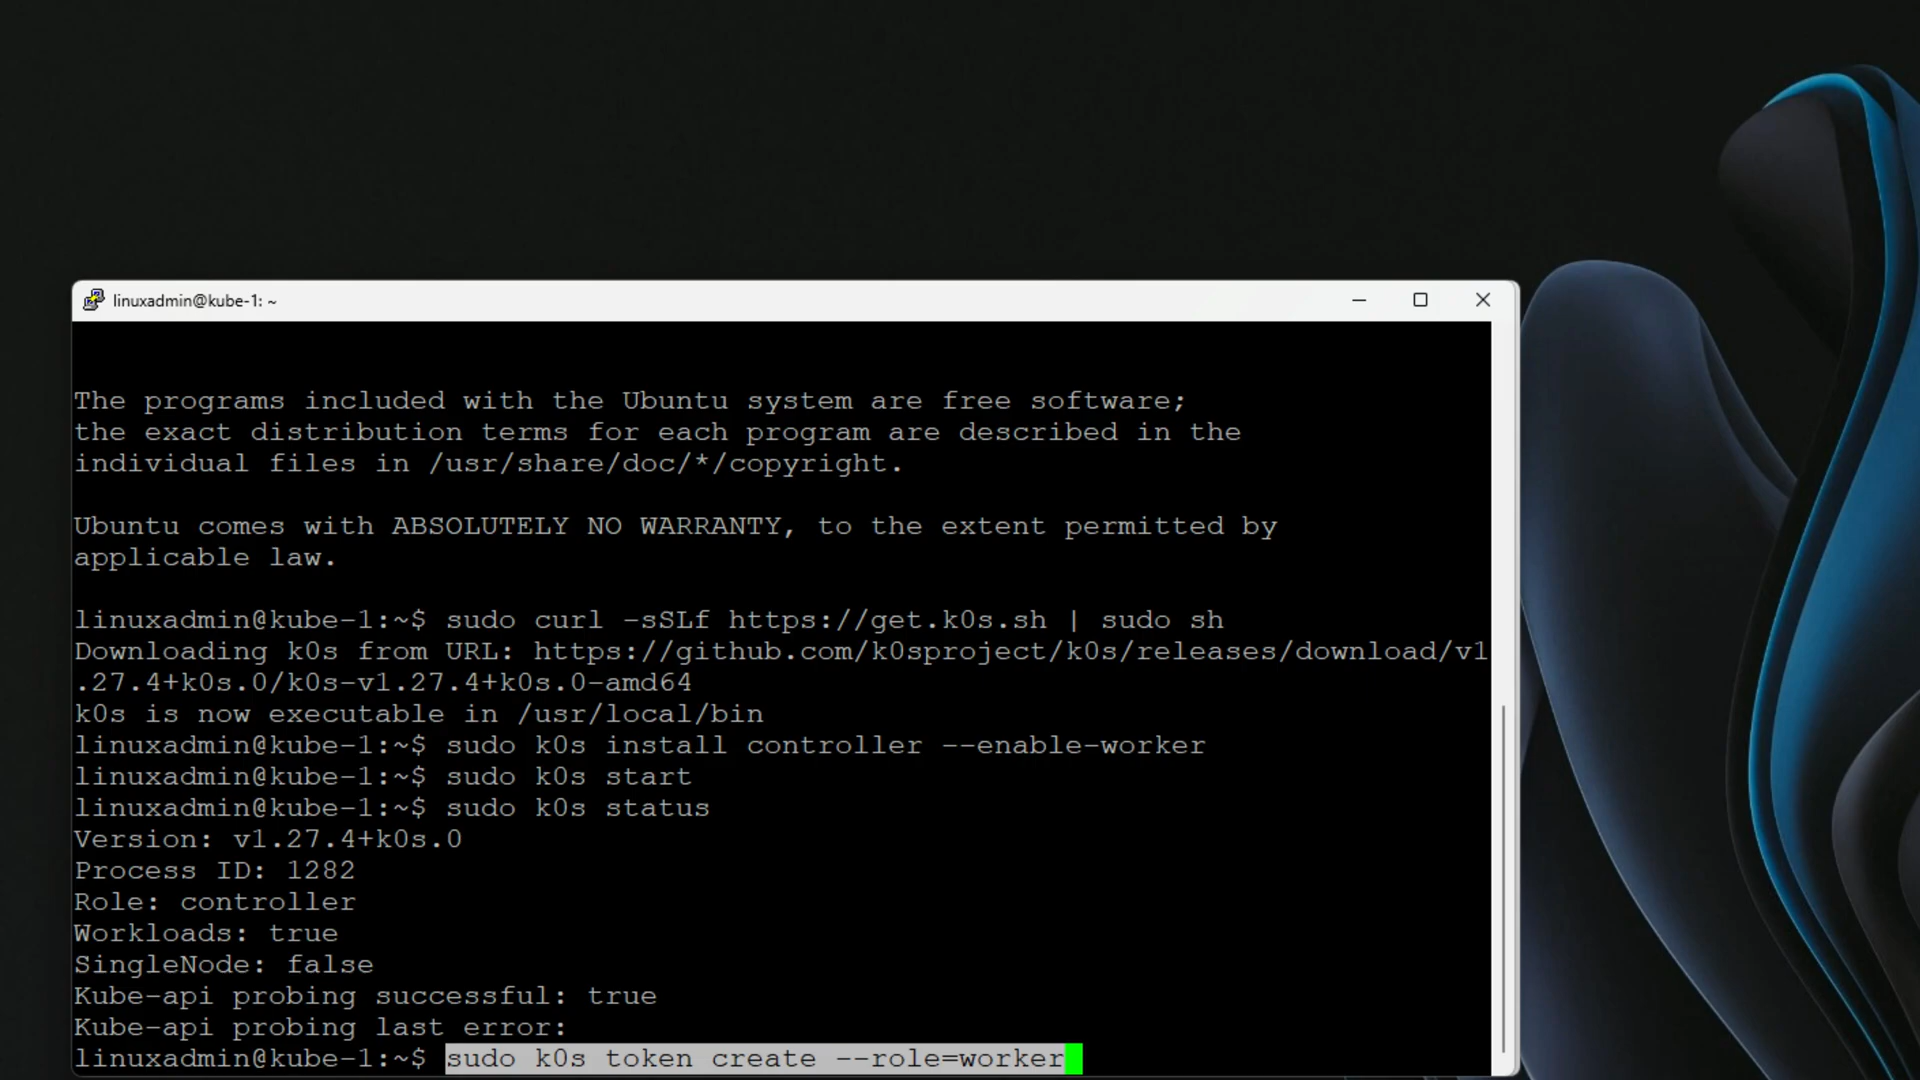 linuxadmin@kube-1: ~
The programs included with the Ubuntu system are free software;
the exact distribution terms for each program are described in the
individual files in /usr/share/doc/*/copyright.
Ubuntu comes with ABSOLUTELY NO WARRANTY, to the extent permitted by
applicable law.
linuxadmin@kube-1:~$ sudo curl -sSLf https://get.k0s.sh | sudo sh
Downloading k0s from URL: https://github.com/k0sproject/k0s/releases/download/v1
.27.4+k0s.0/k0s-v1.27.4+k0s.0-amd64
k0s is now executable in /usr/local/bin
linuxadmin@kube-1:~$ sudo k0s install controller --enable-worker
linuxadmin@kube-1:~$ sudo k0s start
linuxadmin@kube-1:~$ sudo k0s status
Version: v1.27.4+k0s.0
Process ID: 1282
Role: controller
Workloads: true
SingleNode: false
Kube-api probing successful: true
Kube-api probing last error:
linuxadmin@kube-1:~$ sudo k0s token create --role=worker